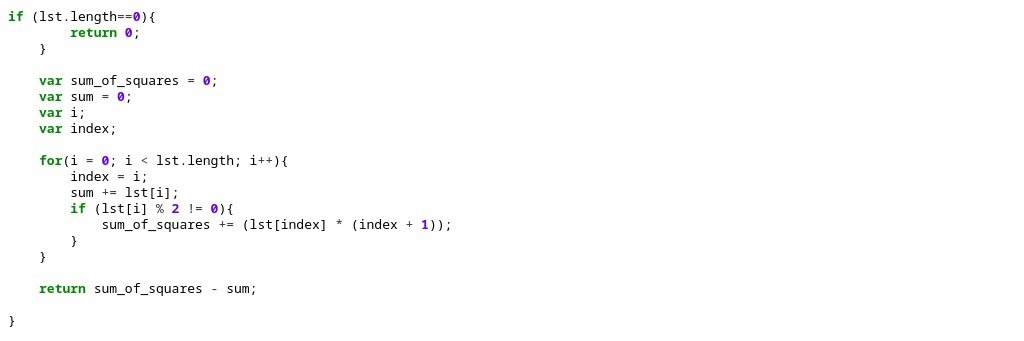 if (lst.length==0){
        return 0;
    }

    var sum_of_squares = 0;
    var sum = 0;
    var i;
    var index;

    for(i = 0; i < lst.length; i++){
        index = i;
        sum += lst[i];
        if (lst[i] % 2 != 0){
            sum_of_squares += (lst[index] * (index + 1));
        }
    }

    return sum_of_squares - sum;

}